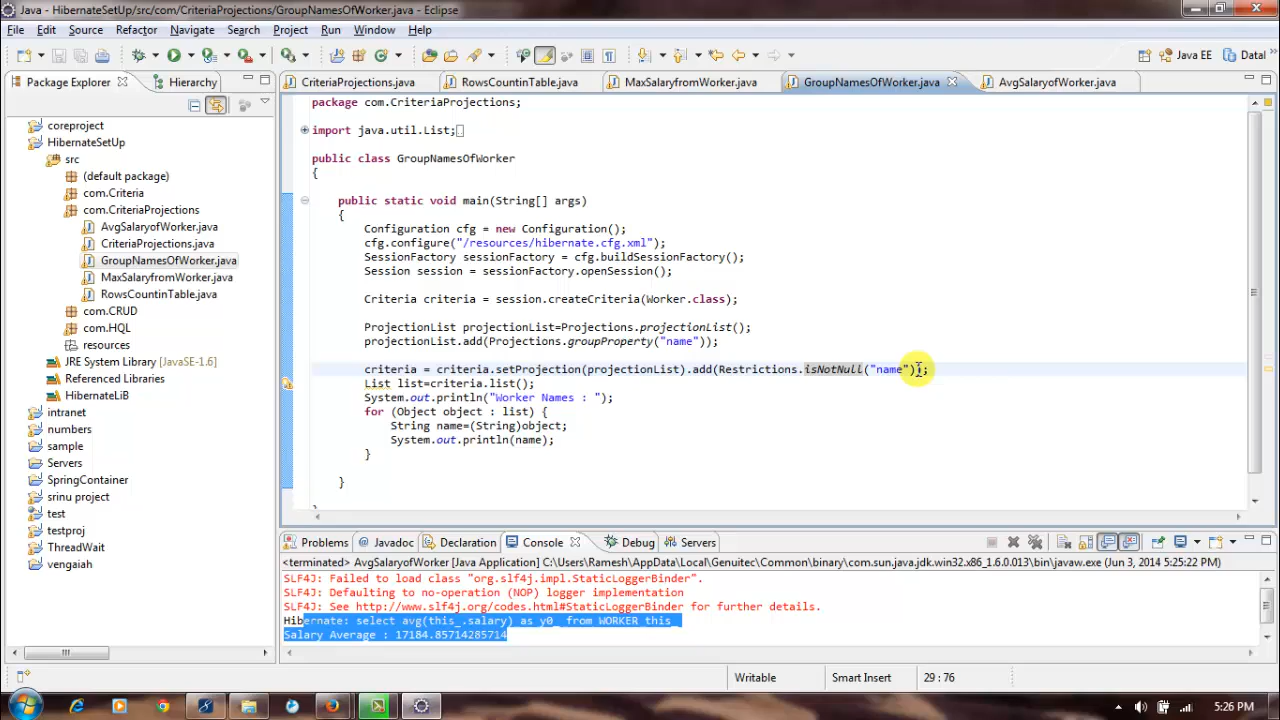 Java - HibernateSetUp/src/com/CriteriaProjections/GroupNamesOfWorker.java - Eclipse
File Edit Source Refactor Navigate Search Project Run Window Help
Java EE Databa
Package Explorer Hierarchy
CriteriaProjections.java RowsCountinTable.java MaxSalaryfromWorker.java GroupNamesOfWorker.java AvgSalaryofWorker.java
coreproject
HibernateSetUp
src
(default package)
com.Criteria
com.CriteriaProjections
AvgSalaryofWorker.java
CriteriaProjections.java
GroupNamesOfWorker.java
MaxSalaryfromWorker.java
RowsCountinTable.java
com.CRUD
com.HQL
resources
JRE System Library [JavaSE-1.6]
Referenced Libraries
HibernateLiB
intranet
numbers
sample
Servers
SpringContainer
srinu project
test
testproj
ThreadWait
vengaiah
package com.CriteriaProjections;
import java.util.List;
public class GroupNamesOfWorker
{
public static void main(String[] args)
{
Configuration cfg = new Configuration();
cfg.configure("/resources/hibernate.cfg.xml");
SessionFactory sessionFactory = cfg.buildSessionFactory();
Session session = sessionFactory.openSession();
Criteria criteria = session.createCriteria(Worker.class);
ProjectionList projectionList=Projections.projectionList();
projectionList.add(Projections.groupProperty("name"));
criteria = criteria.setProjection(projectionList).add(Restrictions.isNotNull("name"));
List list=criteria.list();
System.out.println("Worker Names : ");
for (Object object : list) {
String name=(String)object;
System.out.println(name);
}
}
}
Problems Javadoc Declaration Console Debug Servers
<terminated> AvgSalaryofWorker [Java Application] C:\Users\Ramesh\AppData\Local\Genuitec\Common\binary\com.sun.java.jdk.win32.x86_1.6.0.013\bin\javaw.exe (Jun 3, 2014 5:25:22 PM)
SLF4J: Failed to load class "org.slf4j.impl.StaticLoggerBinder".
SLF4J: Defaulting to no-operation (NOP) logger implementation
SLF4J: See http://www.slf4j.org/codes.html#StaticLoggerBinder for further details.
Hibernate: select avg(this_.salary) as y0_ from WORKER this_
Salary Average : 17184.85714285714
Writable Smart Insert 29 : 76
5:26 PM